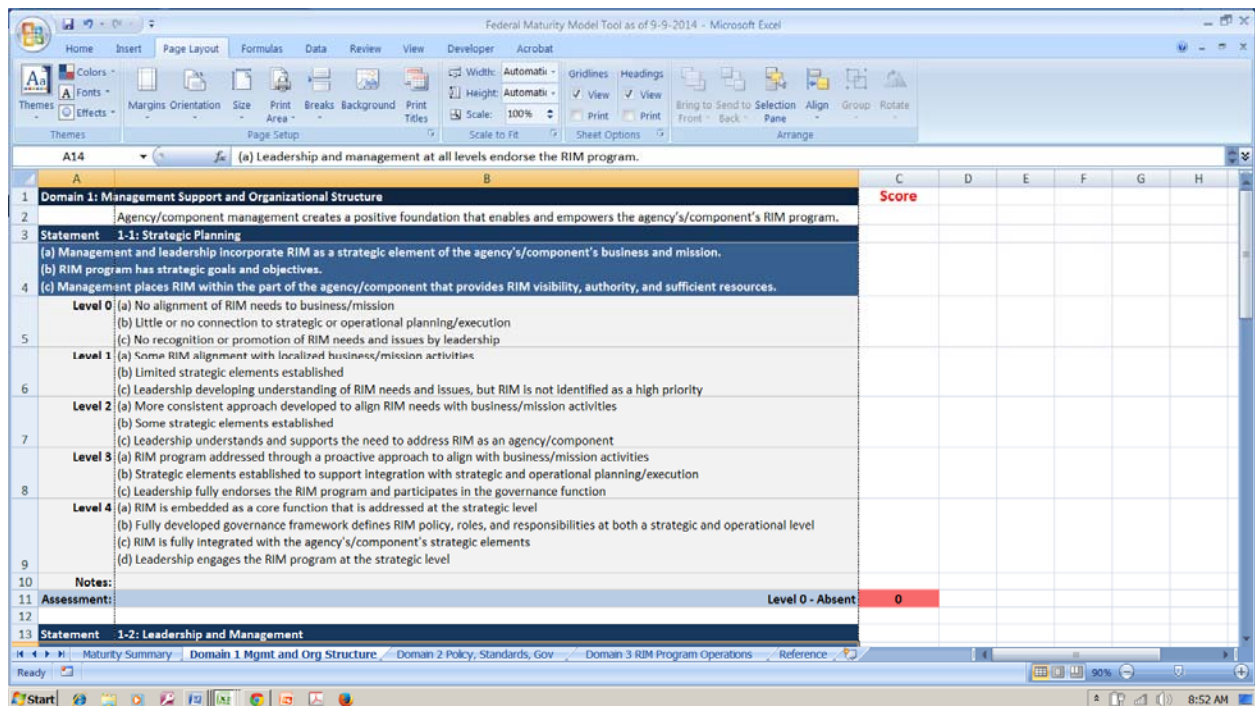 Federal Maturity Model Tool as of 9-9-2014 - Microsoft Excel
Home Insert Page Layout Formulas Data Review View Developer Acrobat
Aa Colors Width: Automatic Gridlines Headings
Themes A Fonts Margins Orientation Size Print Area Breaks Background Print Titles Height: Automatic View View Bring to Front Send to Back Selection Pane Align Group Rotate
Effects Scale: 100% Print Print
Themes Page Setup Scale to Fit Sheet Options Arrange
A14 fx (a) Leadership and management at all levels endorse the RIM program.
A B C D E F G H
1 Domain 1: Management Support and Organizational Structure Score
2 Agency/component management creates a positive foundation that enables and empowers the agency's/component's RIM program.
3 Statement 1-1: Strategic Planning
(a) Management and leadership incorporate RIM as a strategic element of the agency's/component's business and mission.
(b) RIM program has strategic goals and objectives.
4 (c) Management places RIM within the part of the agency/component that provides RIM visibility, authority, and sufficient resources.
Level 0 (a) No alignment of RIM needs to business/mission
(b) Little or no connection to strategic or operational planning/execution
5 (c) No recognition or promotion of RIM needs and issues by leadership
Level 1 (a) Some RIM alignment with localized business/mission activities
(b) Limited strategic elements established
6 (c) Leadership developing understanding of RIM needs and issues, but RIM is not identified as a high priority
Level 2 (a) More consistent approach developed to align RIM needs with business/mission activities
(b) Some strategic elements established
7 (c) Leadership understands and supports the need to address RIM as an agency/component
Level 3 (a) RIM program addressed through a proactive approach to align with business/mission activities
(b) Strategic elements established to support integration with strategic and operational planning/execution
8 (c) Leadership fully endorses the RIM program and participates in the governance function
Level 4 (a) RIM is embedded as a core function that is addressed at the strategic level
(b) Fully developed governance framework defines RIM policy, roles, and responsibilities at both a strategic and operational level
(c) RIM is fully integrated with the agency's/component's strategic elements
9 (d) Leadership engages the RIM program at the strategic level
10 Notes:
11 Assessment: Level 0 - Absent 0
12
13 Statement 1-2: Leadership and Management
Maturity Summary Domain 1 Mgmt and Org Structure Domain 2 Policy, Standards, Gov Domain 3 RIM Program Operations Reference
Ready 90%
Start 8:52 AM